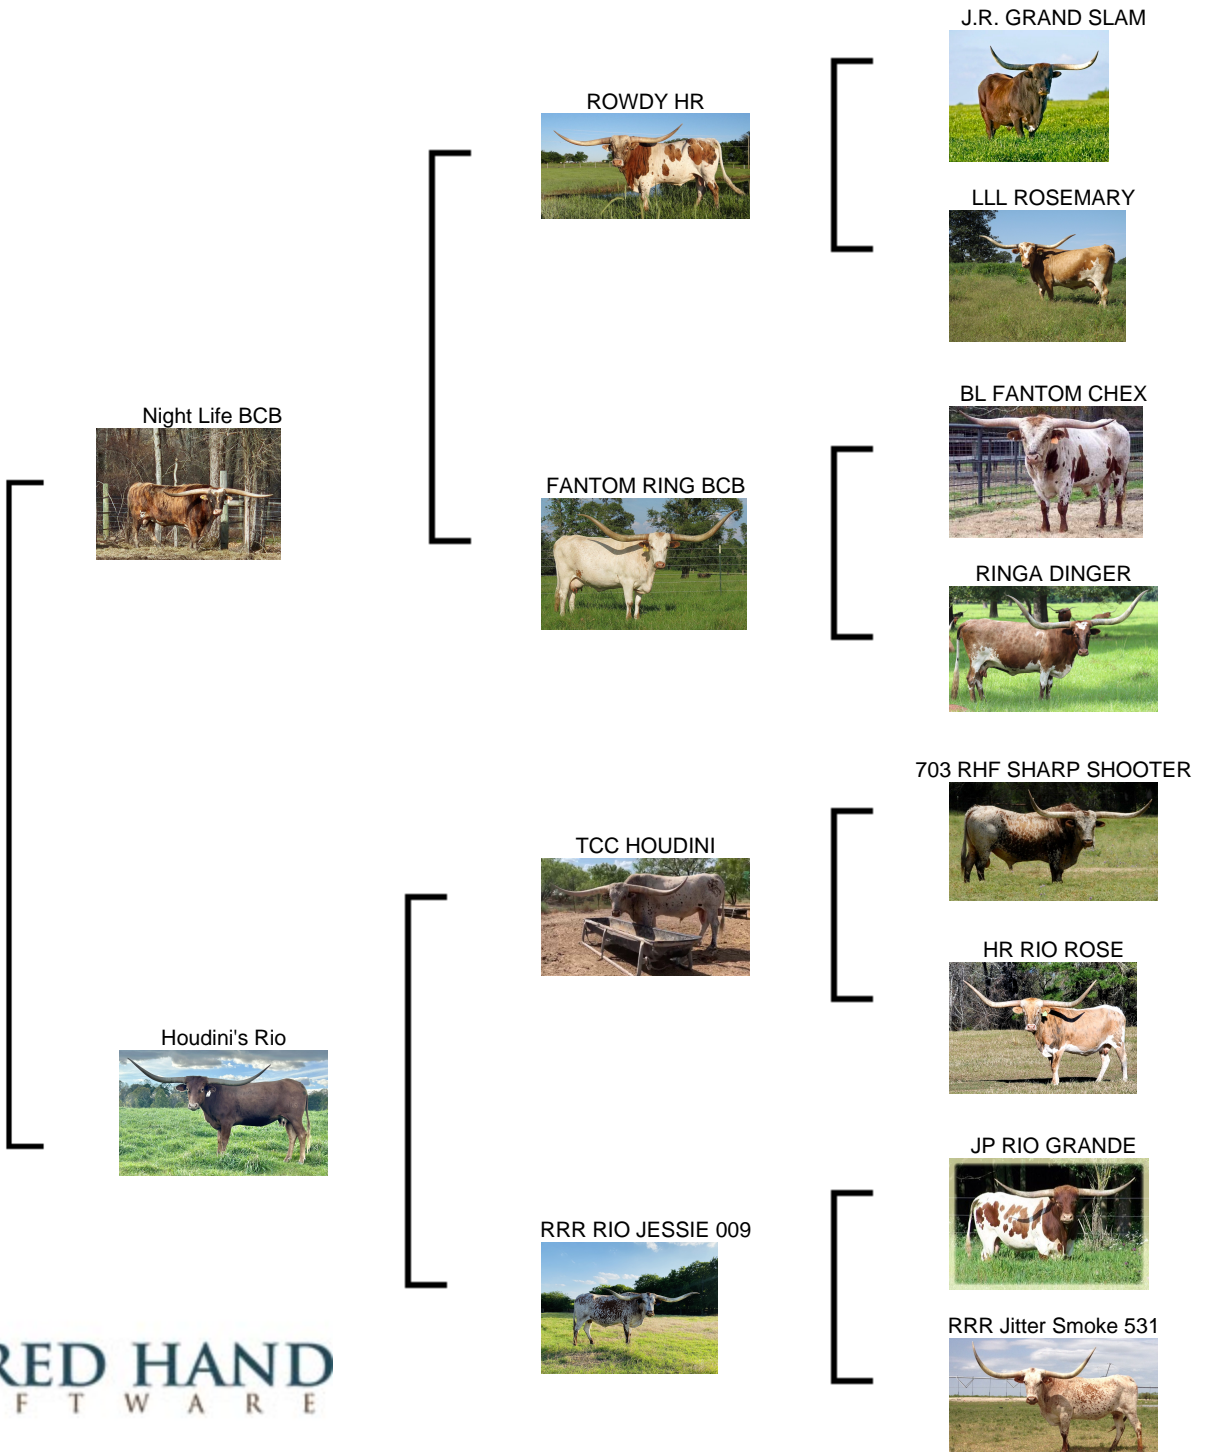 J.R. GRAND SLAM
ROWDY HR
LLL ROSEMARY
BL FANTOM CHEX
Night Life BCB
FANTOM RING BCB
RINGA DINGER
703 RHF SHARP SHOOTER
TCC HOUDINI
HR RIO ROSE
Houdini's Rio
JP RIO GRANDE
RRR RIO JESSIE 009
RRR Jitter Smoke 531
RED HAND
F T W A R E